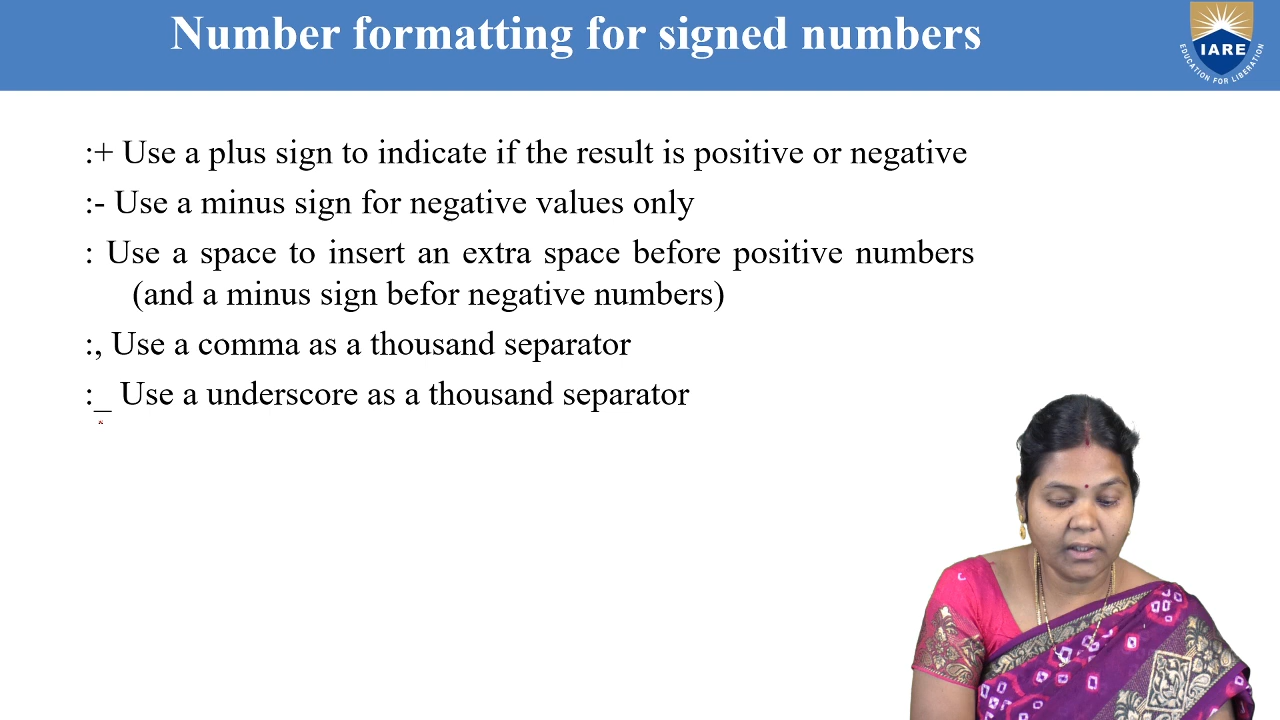 Number formatting for signed numbers
IARE
EDUCATION FOR LIBERATION
:+ Use a plus sign to indicate if the result is positive or negative
:- Use a minus sign for negative values only
: Use a space to insert an extra space before positive numbers
(and a minus sign befor negative numbers)
:, Use a comma as a thousand separator
:_ Use a underscore as a thousand separator